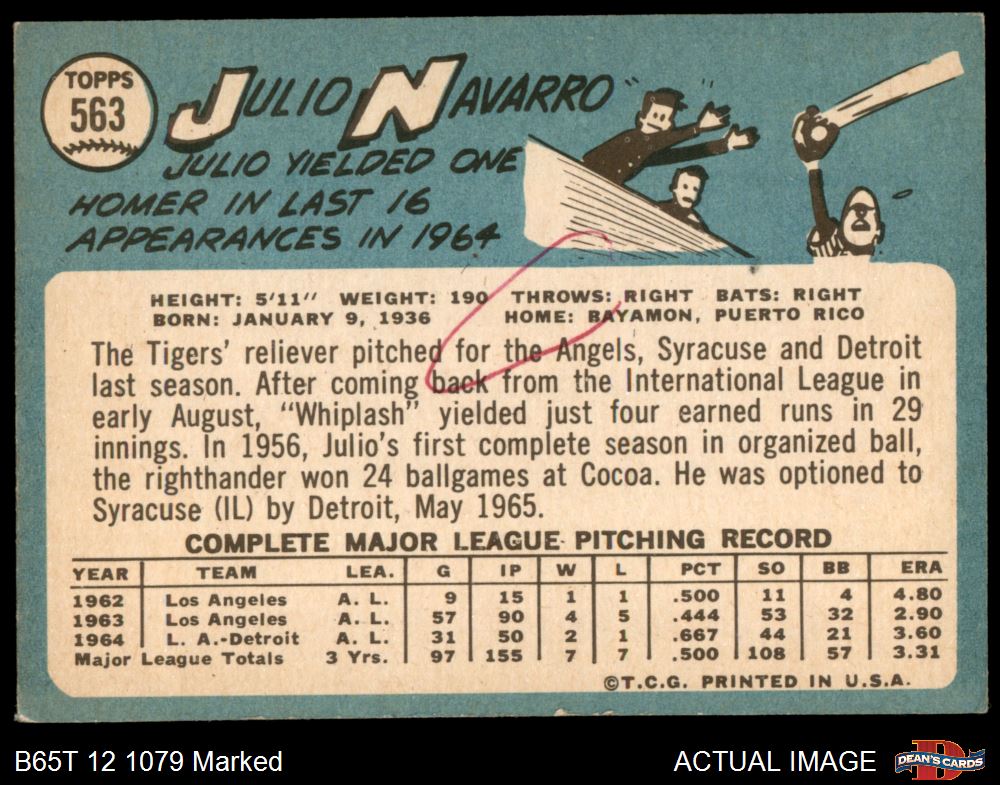 TOPPS
563
JULIO NAVARRO
JULIO YIELDED ONE
HOMER IN LAST 16
APPEARANCES IN 1964
HEIGHT: 5'11" WEIGHT: 190 THROWS: RIGHT BATS: RIGHT
BORN: JANUARY 9, 1936 HOME: BAYAMON, PUERTO RICO
The Tigers' reliever pitched for the Angels, Syracuse and Detroit
last season. After coming back from the International League in
early August, "Whiplash" yielded just four earned runs in 29
innings. In 1956, Julio's first complete season in organized ball,
the righthander won 24 ballgames at Cocoa. He was optioned to
Syracuse (IL) by Detroit, May 1965.
COMPLETE MAJOR LEAGUE PITCHING RECORD
YEAR TEAM LEA. G IP W L PCT SO BB ERA
1962 Los Angeles A. L. 9 15 1 1 .500 11 4 4.80
1963 Los Angeles A. L. 57 90 4 5 .444 53 32 2.90
1964 L. A.-Detroit A. L. 31 50 2 1 .667 44 21 3.60
Major League Totals 3 Yrs. 97 155 7 7 .500 108 57 3.31
©T.C.G. PRINTED IN U.S.A.
B65T 12 1079 Marked ACTUAL IMAGE DEAN'S CARDS